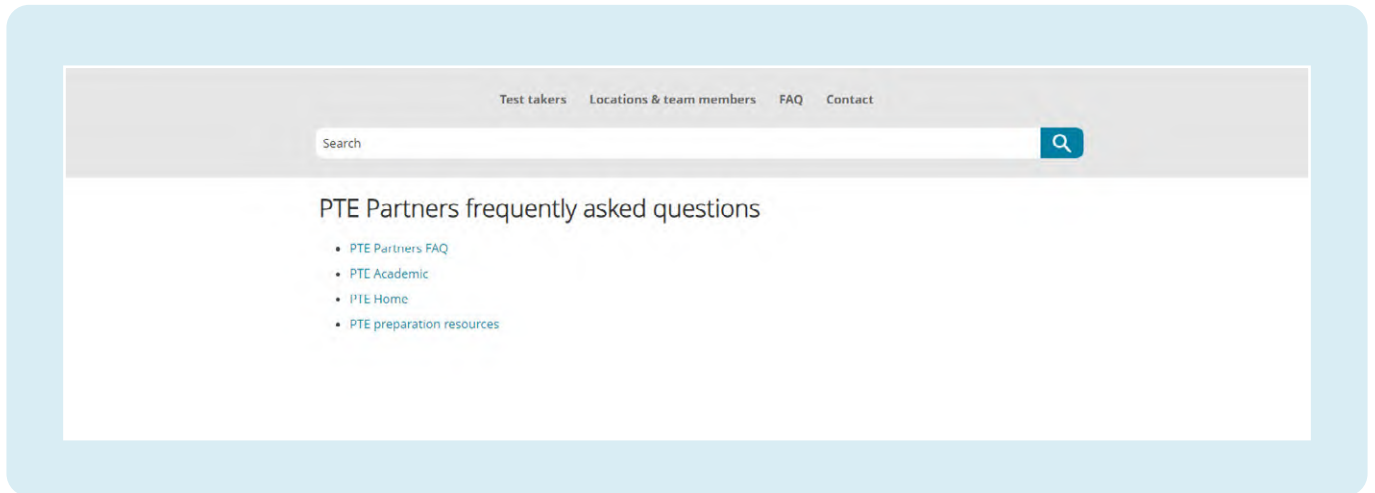 Test takers Locations & team members FAQ Contact
Search
PTE Partners frequently asked questions
• PTE Partners FAQ
• PTE Academic
• PTE Home
• PTE preparation resources